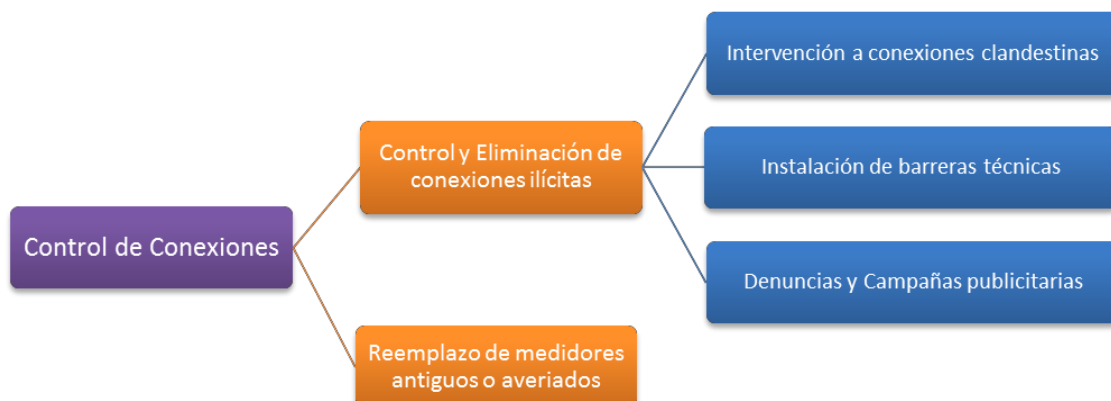 Control de Conexiones
Control y Eliminación de
conexiones ilícitas
Reemplazo de medidores
antiguos o averiados
Intervención a conexiones clandestinas
Instalación de barreras técnicas
Denuncias y Campañas publicitarias